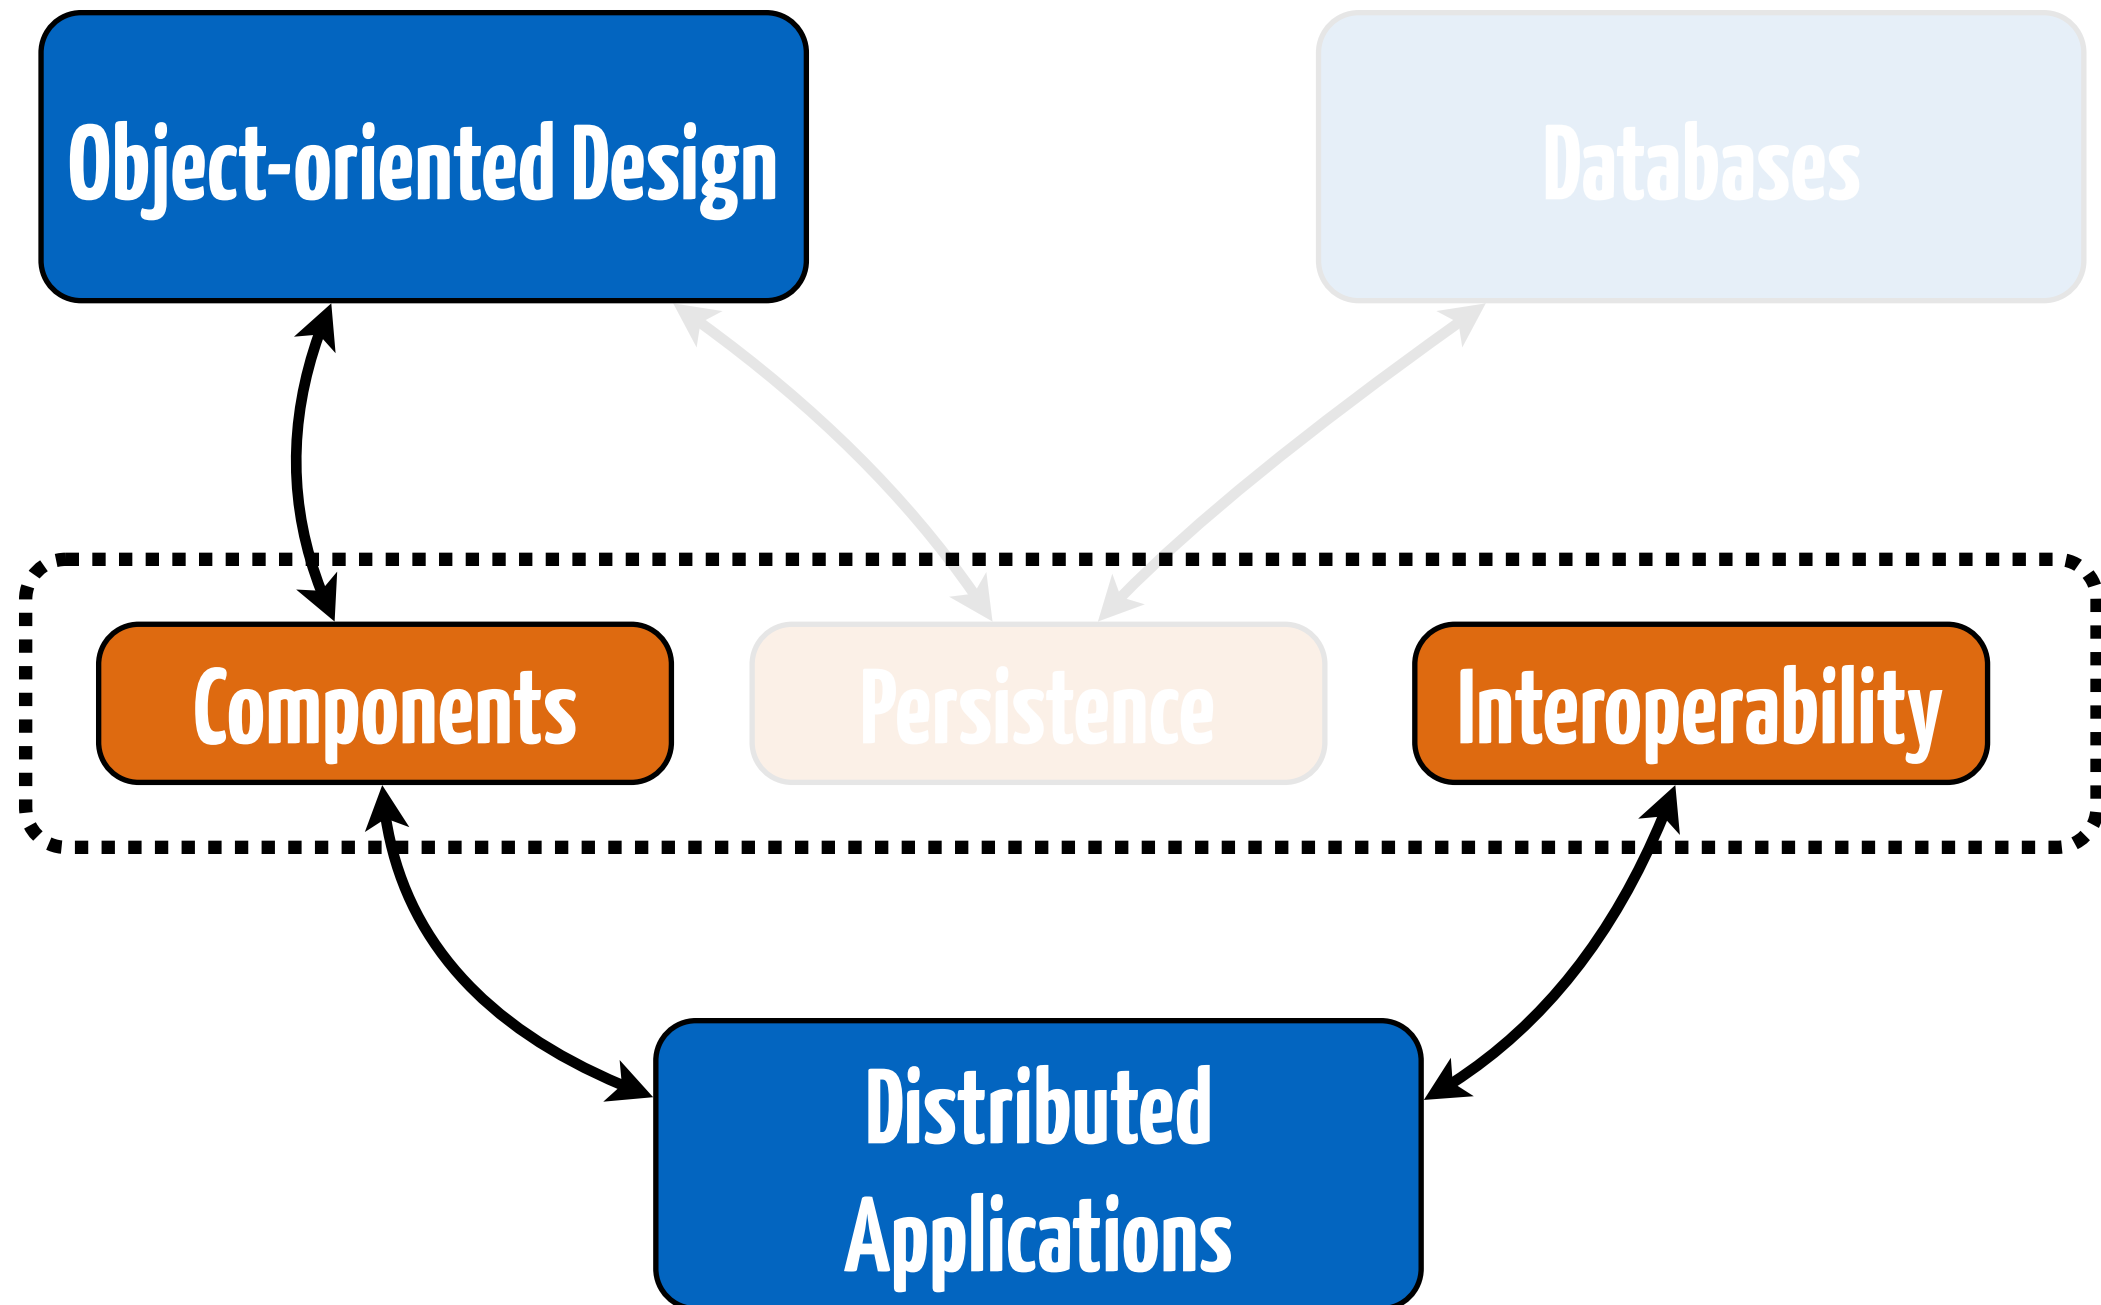 Object-oriented Design
Databases
Components
Persistence
Interoperability
Distributed
Applications